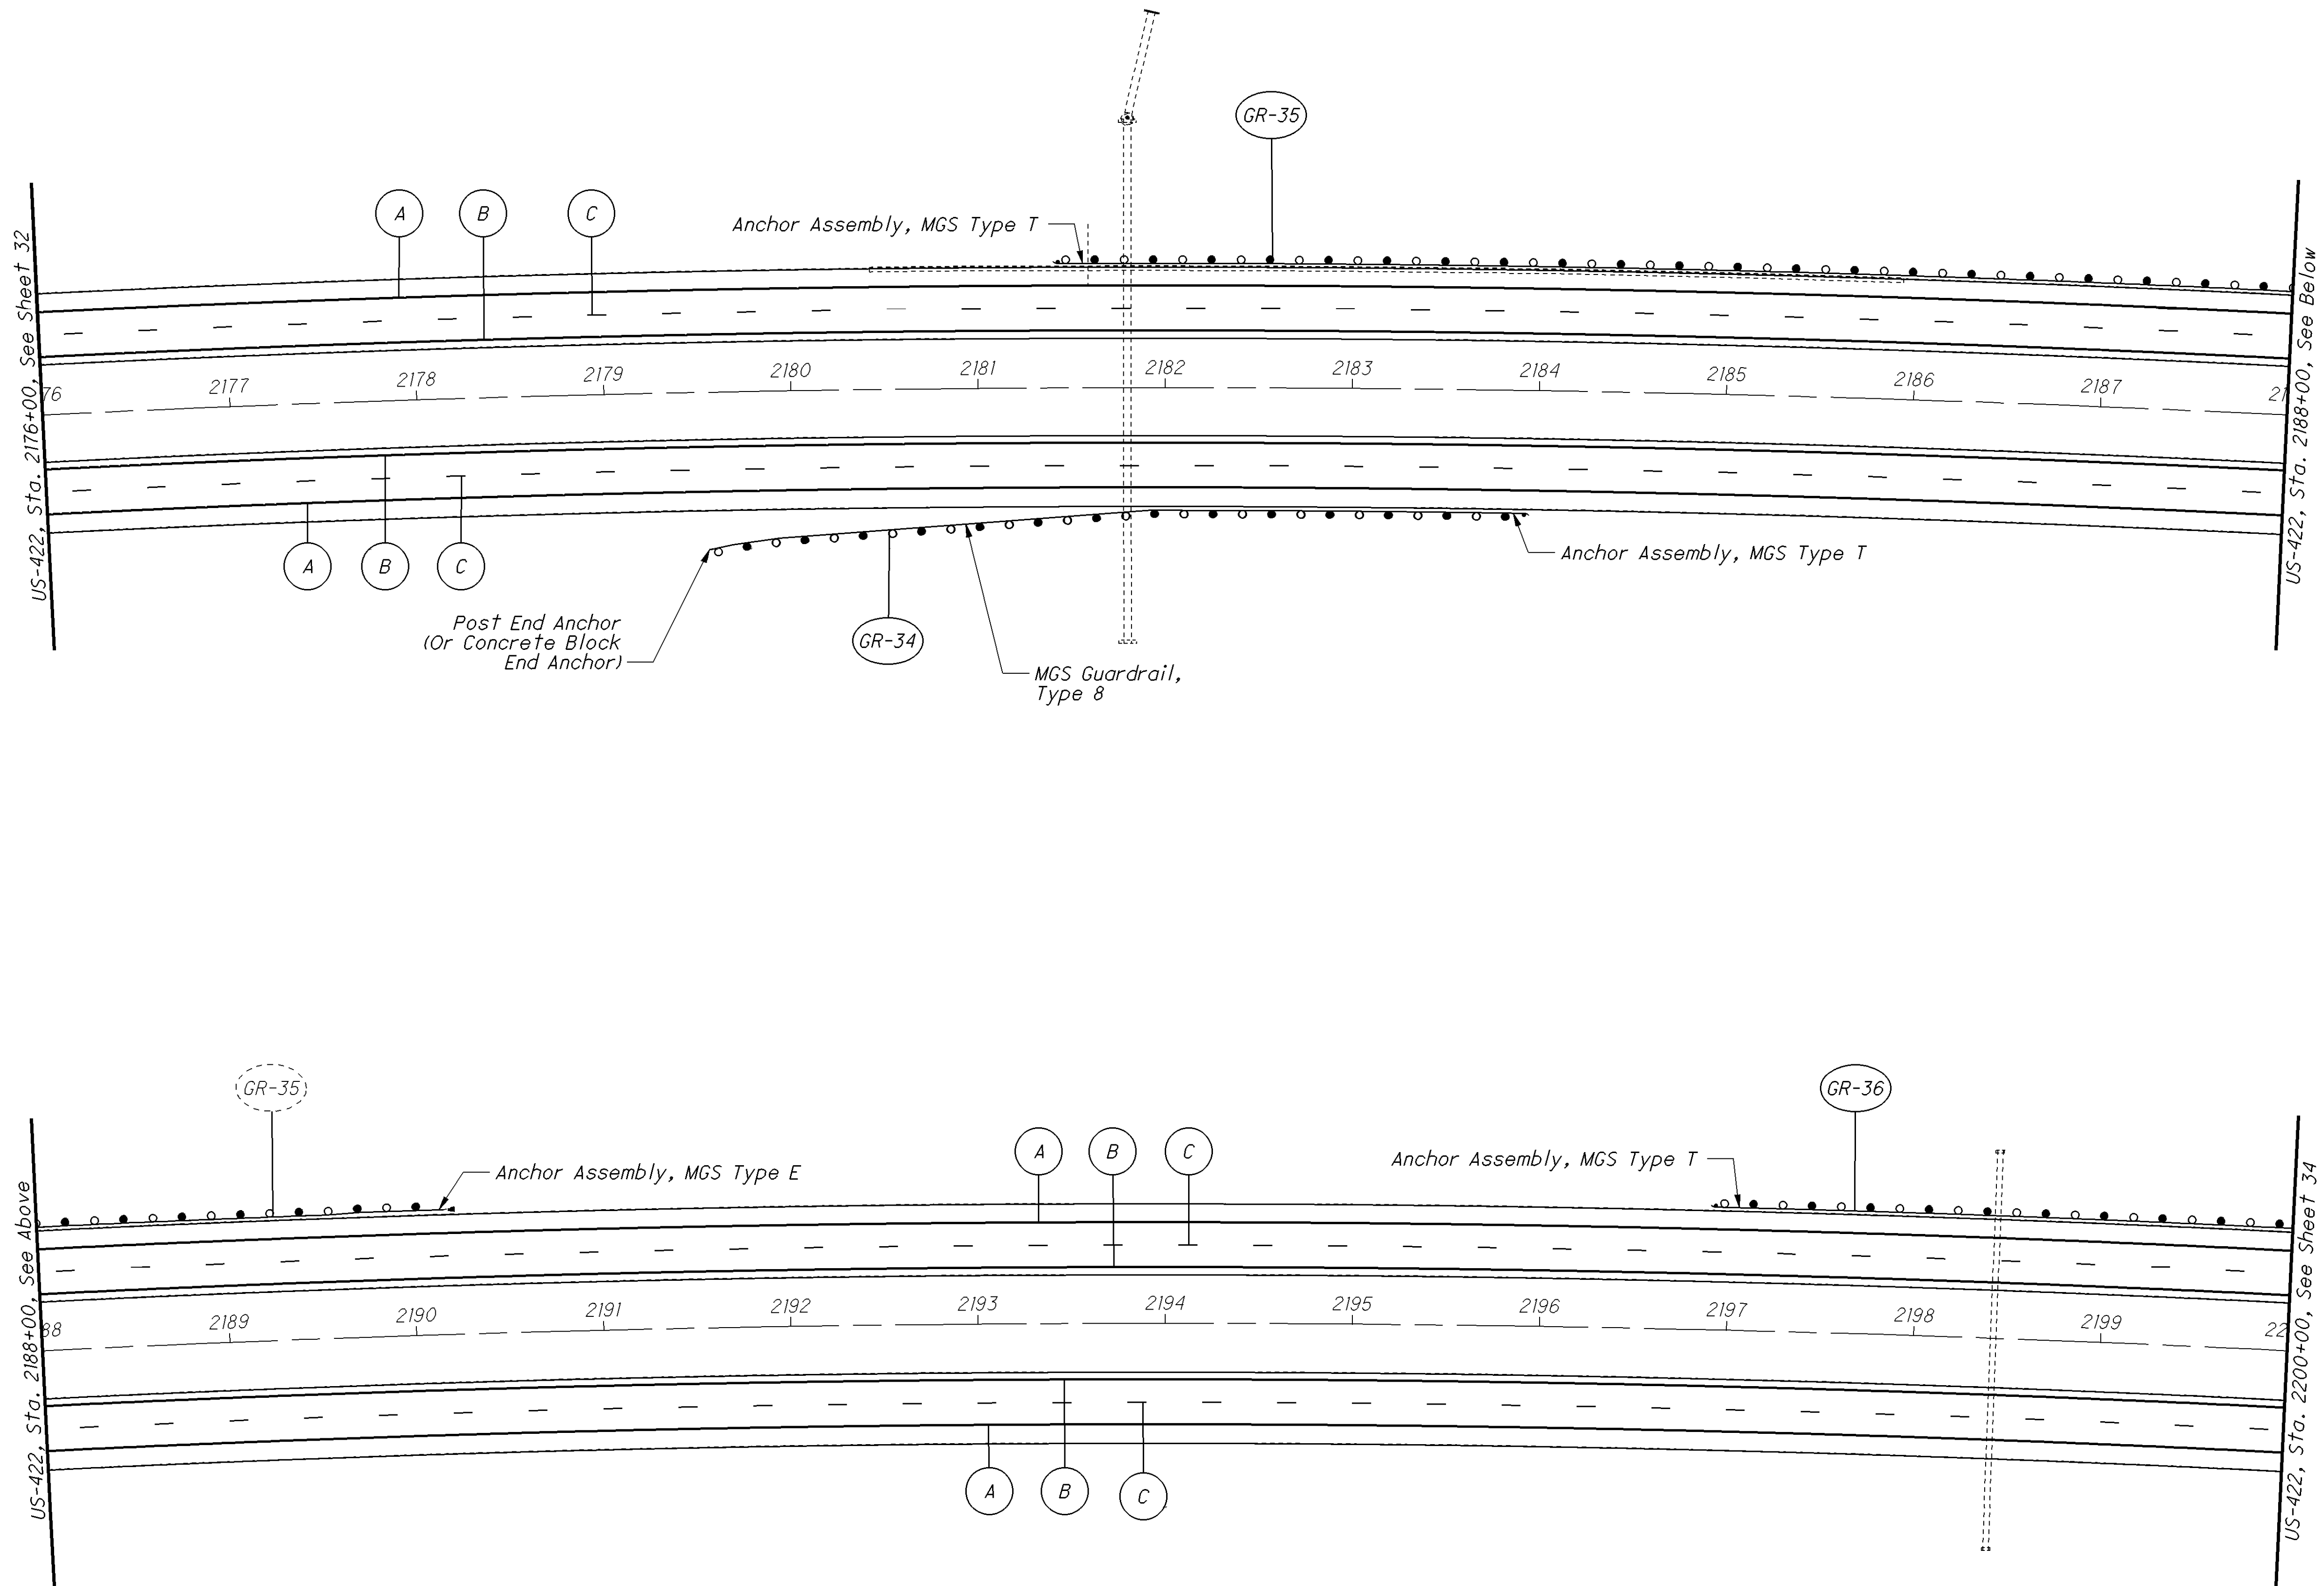 GR-35
A
B
C
Anchor Assembly, MGS Type T
US-422, Sta. 2176+00, See Sheet 32
US-422, Sta. 2188+00, See Below
76
2177
2178
2179
2180
2181
2182
2183
2184
2185
2186
2187
21
A
B
C
Anchor Assembly, MGS Type T
Post End Anchor
(Or Concrete Block
End Anchor)
GR-34
MGS Guardrail,
Type 8
GR-35
GR-36
A
B
C
Anchor Assembly, MGS Type E
Anchor Assembly, MGS Type T
US-422, Sta. 2188+00, See Above
US-422, Sta. 2200+00, See Sheet 34
88
2189
2190
2191
2192
2193
2194
2195
2196
2197
2198
2199
22
A
B
C